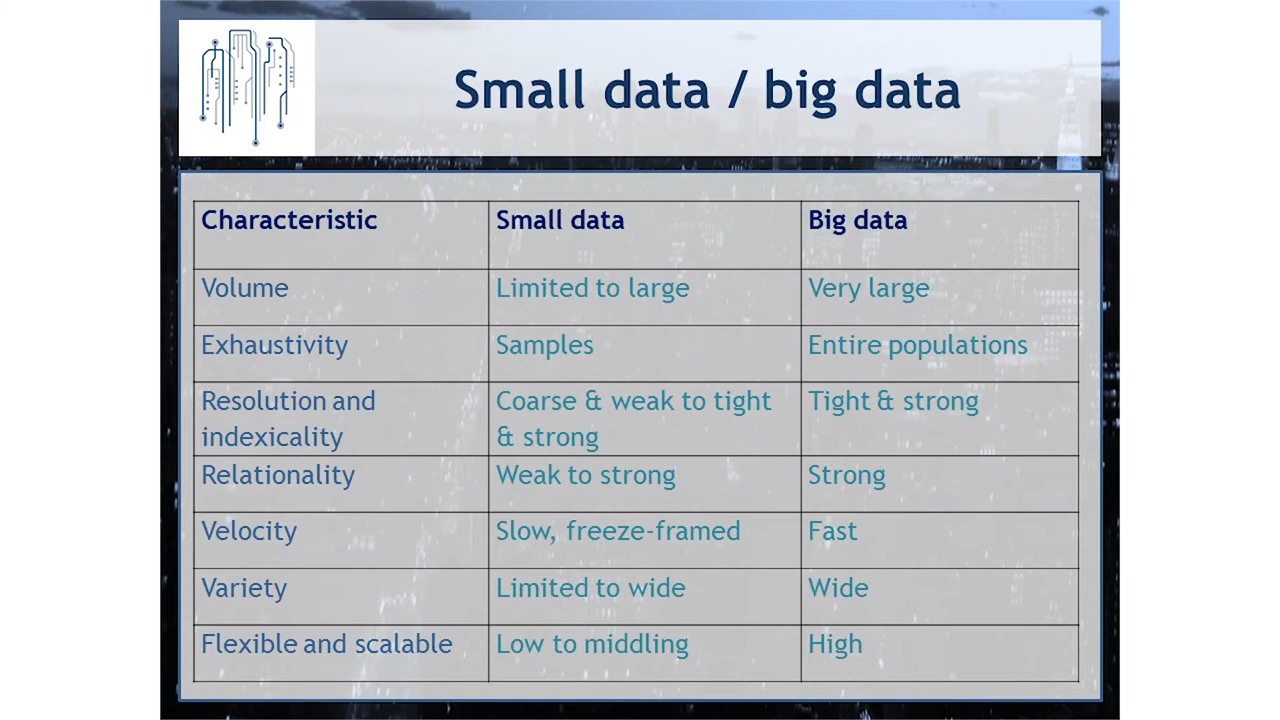 Small data / big data
Characteristic Small data Big data
Volume Limited to large Very large
Exhaustivity Samples Entire populations
Resolution and Coarse & weak to tight Tight & strong
indexicality & strong
Relationality Weak to strong Strong
Velocity Slow, freeze-framed Fast
Variety Limited to wide Wide
Flexible and scalable Low to middling High